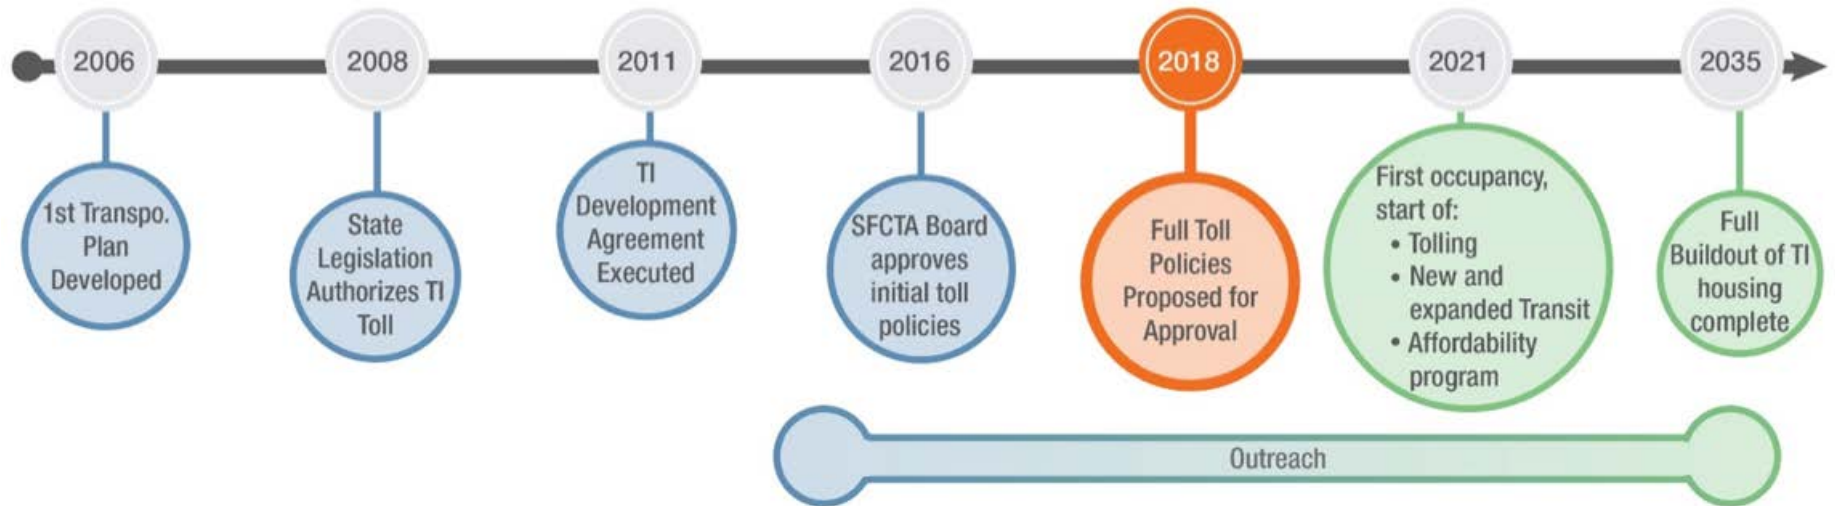 2006
2008
2011
2016
2018
2021
2035
1st Transpo.
Plan
Developed
State
Legislation
Authorizes TI
Toll
TI
Development
Agreement
Executed
SFCTA Board
approves
initial toll
policies
Full Toll
Policies
Proposed for
Approval
First occupancy,
start of:
• Tolling
• New and
expanded Transit
• Affordability
program
Full
Buildout of TI
housing
complete
Outreach